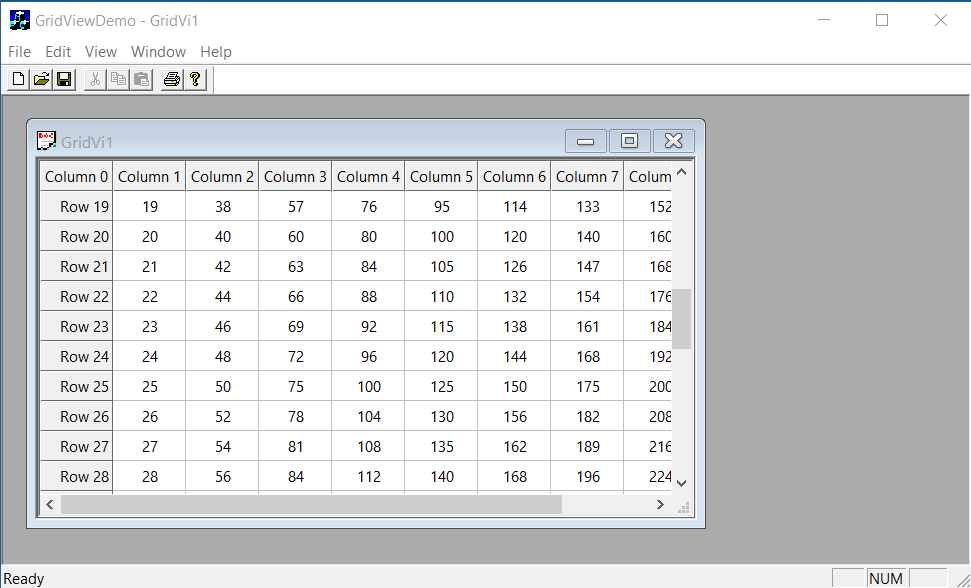 GridViewDemo - GridVi1
File Edit View Window Help
GridVi1
Column 0 Column 1 Column 2 Column 3 Column 4 Column 5 Column 6 Column 7 Colum
Row 19 19 38 57 76 95 114 133 152
Row 20 20 40 60 80 100 120 140 160
Row 21 21 42 63 84 105 126 147 168
Row 22 22 44 66 88 110 132 154 176
Row 23 23 46 69 92 115 138 161 184
Row 24 24 48 72 96 120 144 168 192
Row 25 25 50 75 100 125 150 175 200
Row 26 26 52 78 104 130 156 182 208
Row 27 27 54 81 108 135 162 189 216
Row 28 28 56 84 112 140 168 196 224
Ready NUM